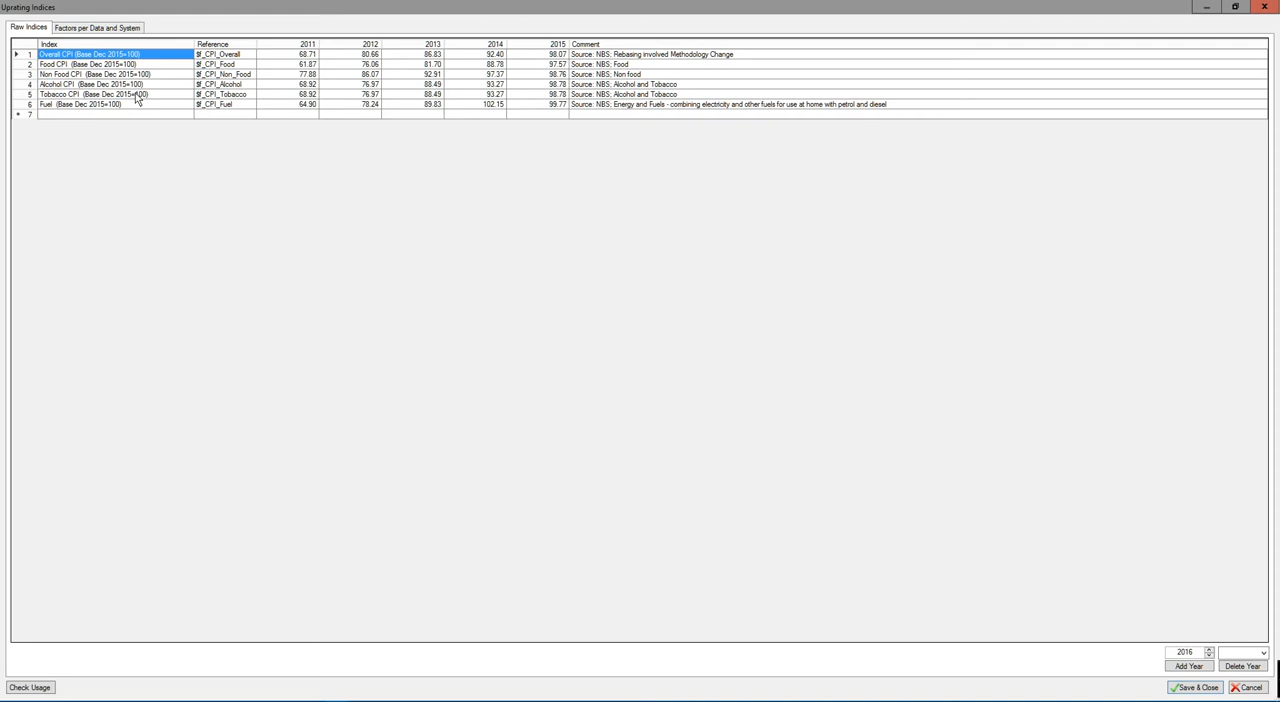 Uprating Indices
Raw Indices Factors per Data and System
Index Reference 2011 2012 2013 2014 2015 Comment
1 Overall CPI (Base Dec 2015=100) $f_CPI_Overall 68.71 80.66 86.83 92.40 98.07 Source: NBS; Rebasing involved Methodology Change
2 Food CPI (Base Dec 2015=100) $f_CPI_Food 61.87 76.06 81.70 88.78 97.57 Source: NBS; Food
3 Non Food CPI (Base Dec 2015=100) $f_CPI_Non_Food 77.88 86.07 92.91 97.37 98.76 Source: NBS; Non food
4 Alcohol CPI (Base Dec 2015=100) $f_CPI_Alcohol 68.92 76.97 88.49 93.27 98.78 Source: NBS; Alcohol and Tobacco
5 Tobacco CPI (Base Dec 2015=100) $f_CPI_Tobacco 68.92 76.97 88.49 93.27 98.78 Source: NBS; Alcohol and Tobacco
6 Fuel (Base Dec 2015=100) $f_CPI_Fuel 64.90 78.24 89.83 102.15 99.77 Source: NBS; Energy and Fuels - combining electricity and other fuels for use at home with petrol and diesel
* 7
2016
Add Year Delete Year
Check Usage Save & Close Cancel